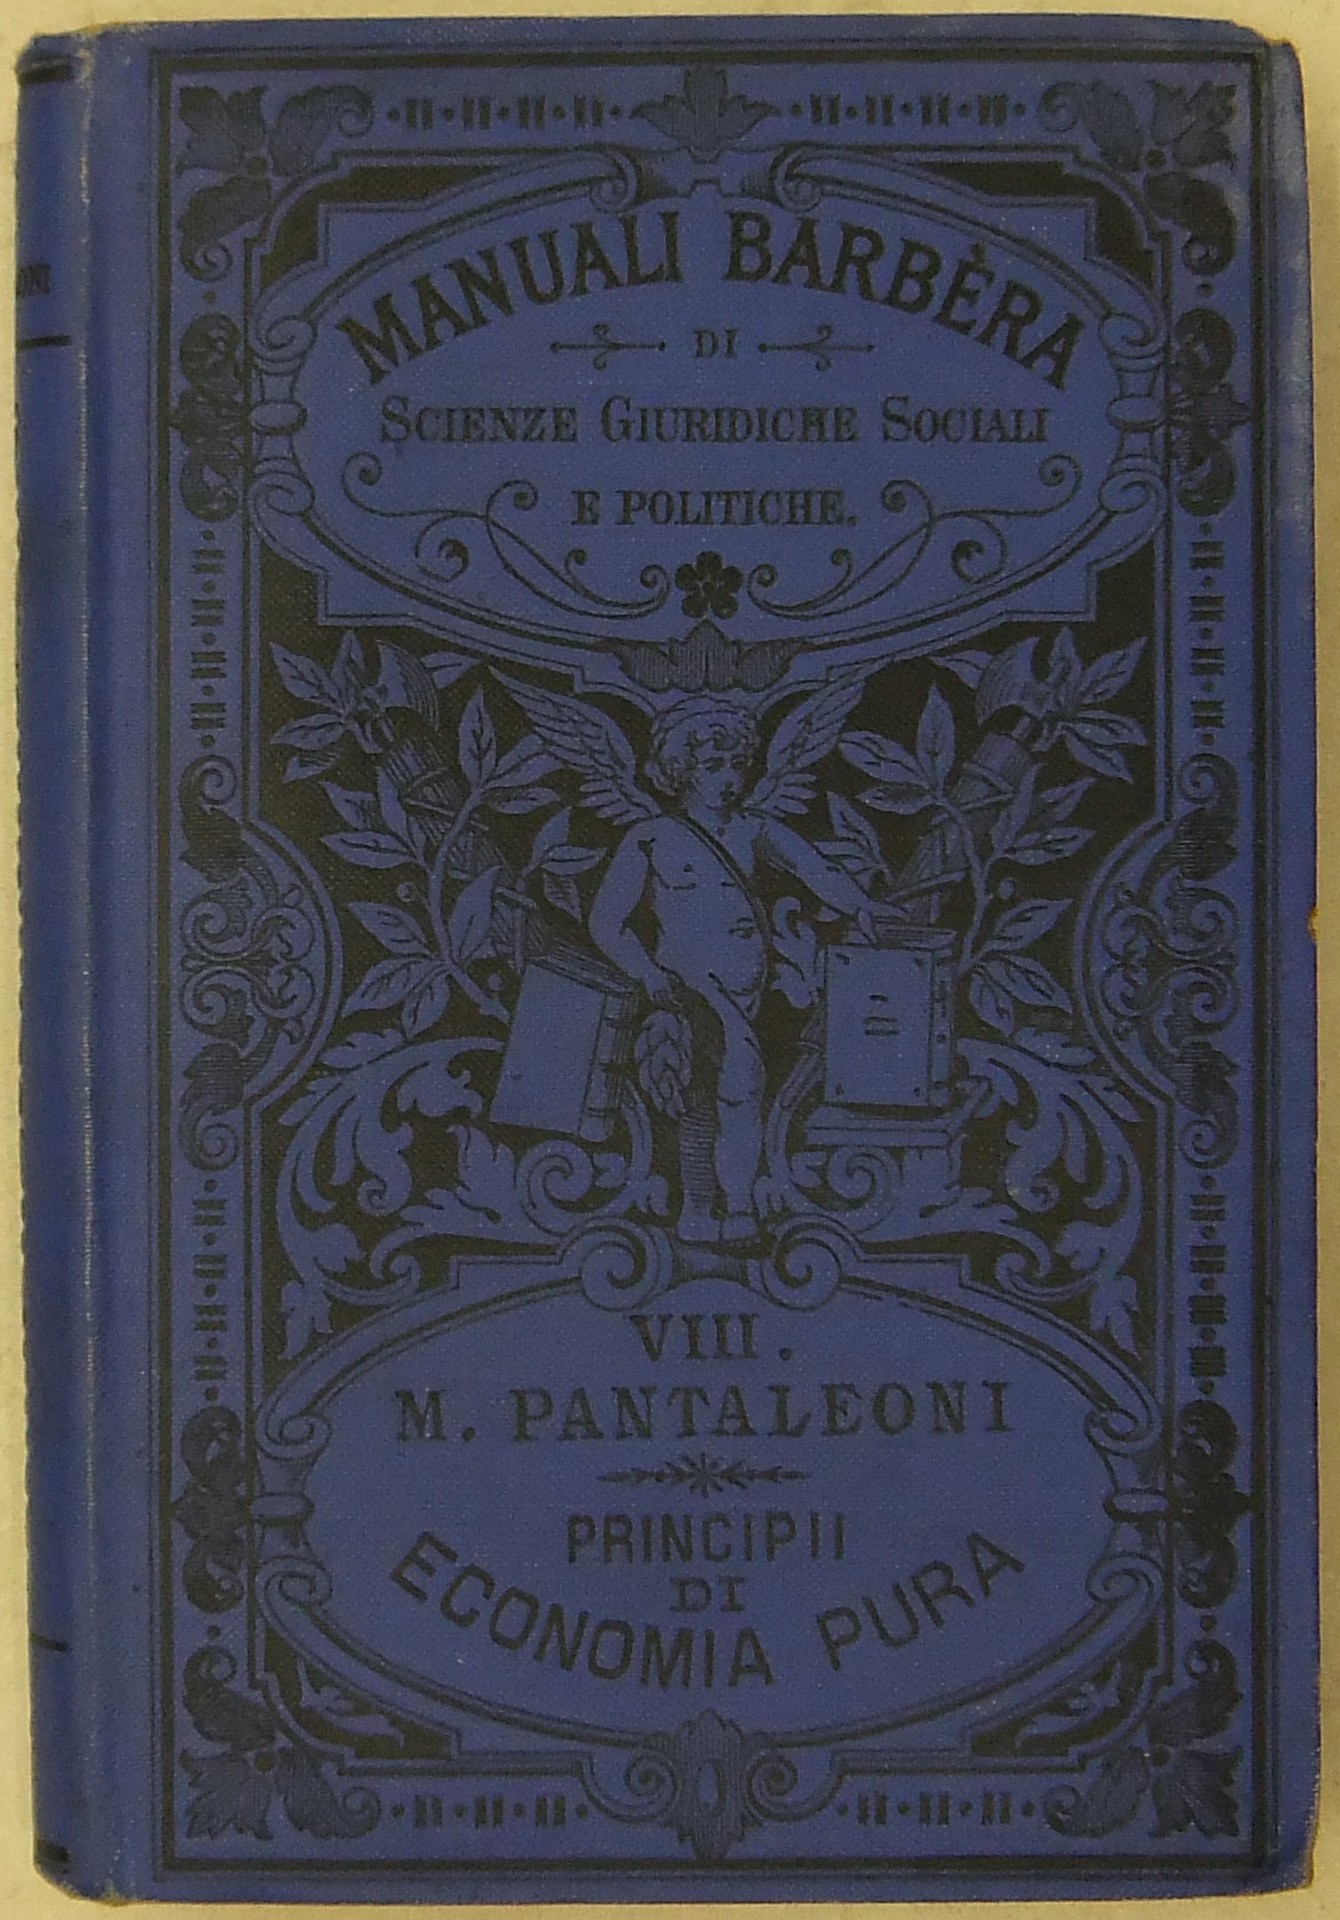 MANUALI BARBÈRA
DI
SCIENZE GIURIDICHE SOCIALI
E POLITICHE.
VIII.
M. PANTALEONI
PRINCIPII
DI
ECONOMIA PURA